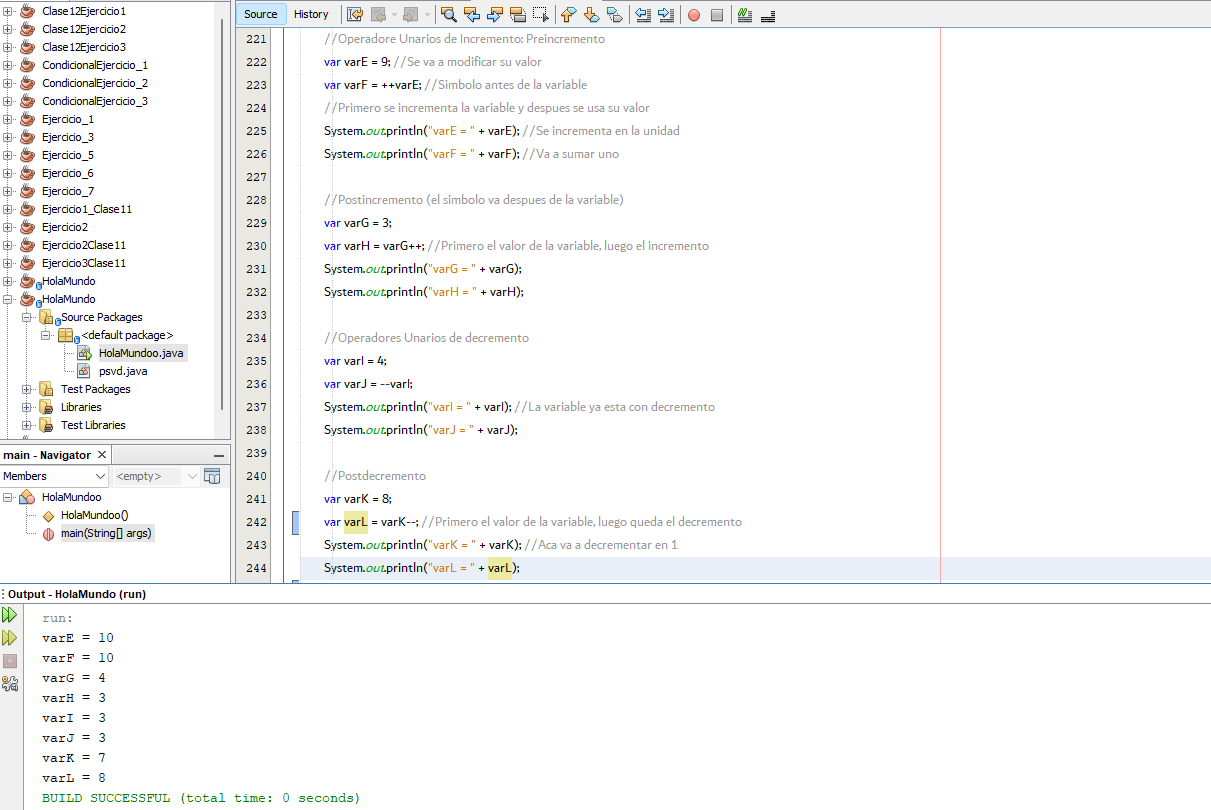 Clase12Ejercicio1
Clase12Ejercicio2
Clase12Ejercicio3
CondicionalEjercicio_1
CondicionalEjercicio_2
CondicionalEjercicio_3
Ejercicio_1
Ejercicio_3
Ejercicio_5
Ejercicio_6
Ejercicio_7
Ejercicio1_Clase11
Ejercicio2
Ejercicio2Clase11
Ejercicio3Clase11
HolaMundo
HolaMundo
Source Packages
<default package>
HolaMundoo.java
psvd.java
Test Packages
Libraries
Test Libraries
main - Navigator
Members <empty>
HolaMundoo
HolaMundoo()
main(String[] args)
Source History
221 //Operadore Unarios de Incremento: Preincremento
222 var varE = 9; //Se va a modificar su valor
223 var varF = ++varE; //Simbolo antes de la variable
224 //Primero se incrementa la variable y despues se usa su valor
225 System.out.println("varE = " + varE); //Se incrementa en la unidad
226 System.out.println("varF = " + varF); //Va a sumar uno
227
228 //Postincremento (el simbolo va despues de la variable)
229 var varG = 3;
230 var varH = varG++; //Primero el valor de la variable, luego el incremento
231 System.out.println("varG = " + varG);
232 System.out.println("varH = " + varH);
233
234 //Operadores Unarios de decremento
235 var varI = 4;
236 var varJ = --varI;
237 System.out.println("varI = " + varI); //La variable ya esta con decremento
238 System.out.println("varJ = " + varJ);
239
240 //Postdecremento
241 var varK = 8;
242 var varL = varK--; //Primero el valor de la variable, luego queda el decremento
243 System.out.println("varK = " + varK); //Aca va a decrementar en 1
244 System.out.println("varL = " + varL);
Output - HolaMundo (run)
run:
varE = 10
varF = 10
varG = 4
varH = 3
varI = 3
varJ = 3
varK = 7
varL = 8
BUILD SUCCESSFUL (total time: 0 seconds)